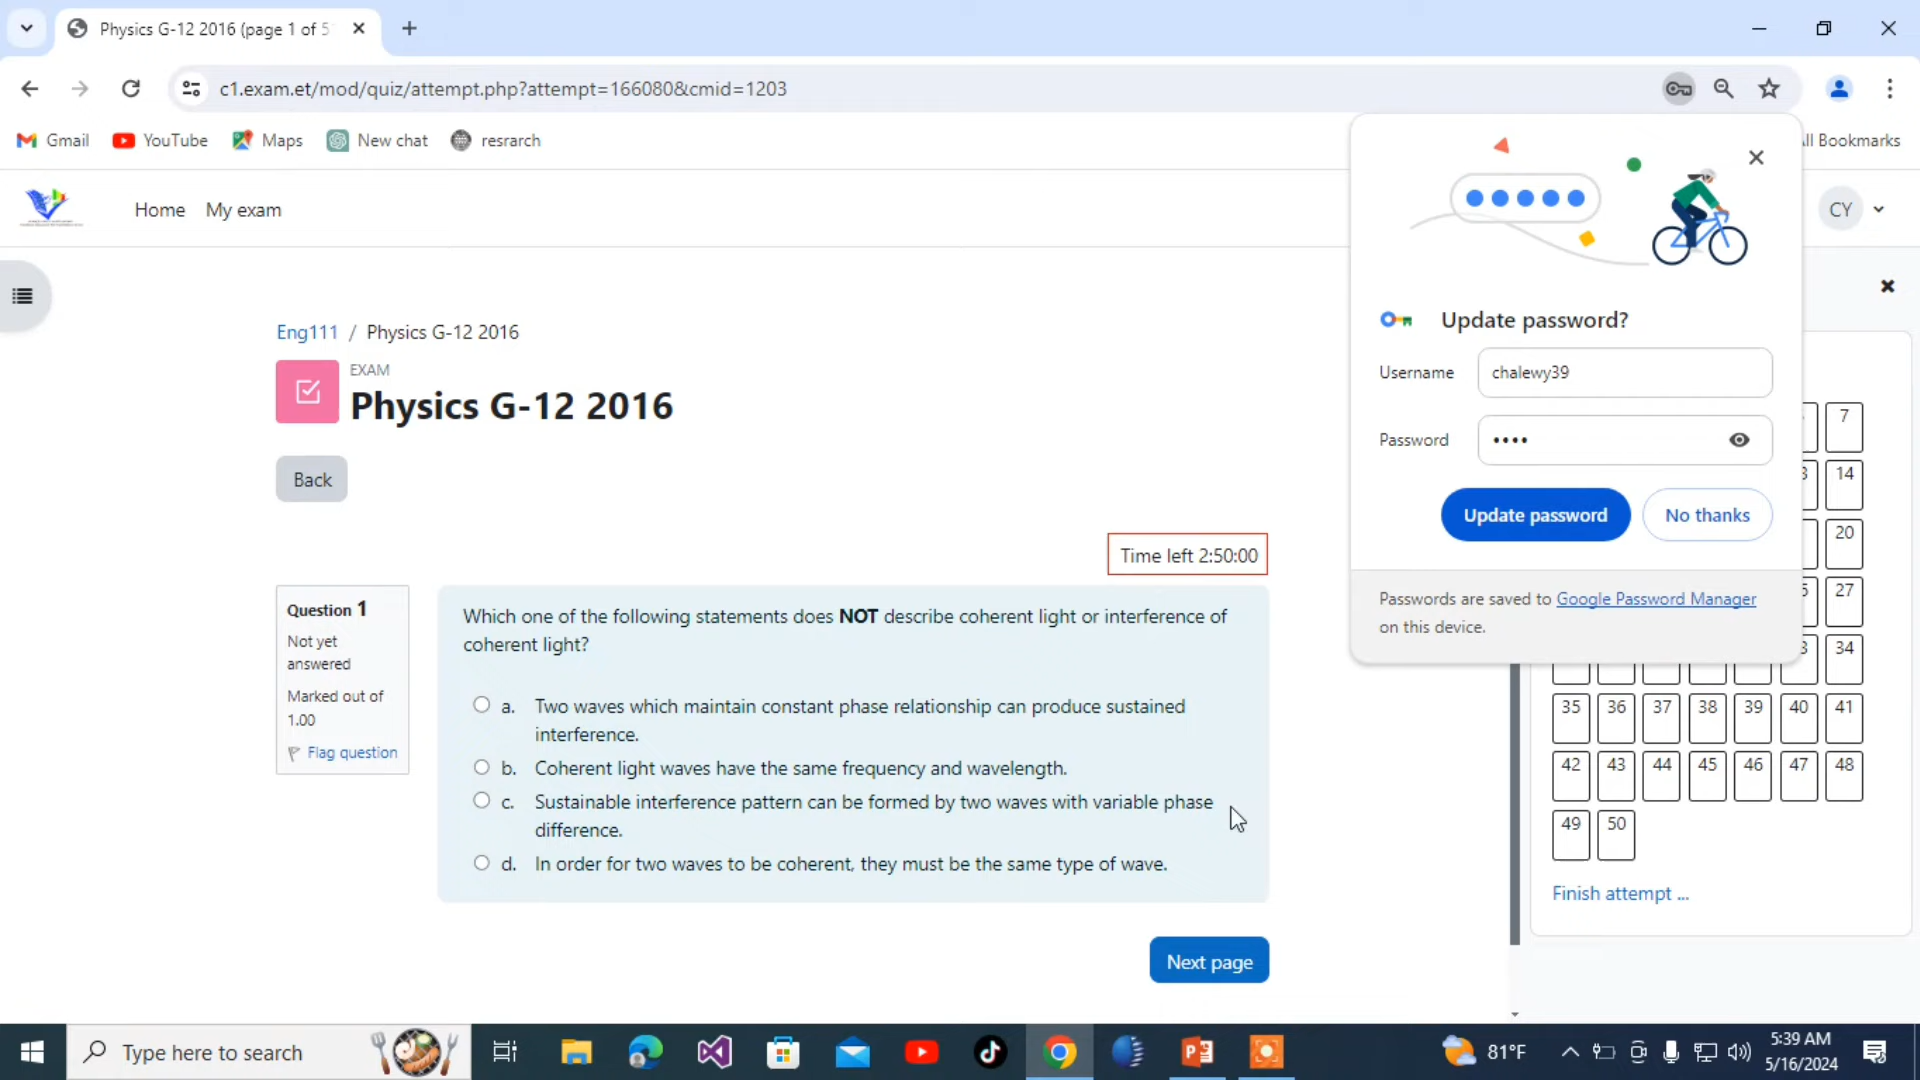 Physics G-12 2016 (page 1 of 5
c1.exam.et/mod/quiz/attempt.php?attempt=166080&cmid=1203
Gmail YouTube Maps New chat resrarch All Bookmarks
Home My exam CY
Eng111 / Physics G-12 2016
EXAM
Physics G-12 2016
Back
Time left 2:50:00
Question 1
Not yet
answered
Marked out of
1.00
Flag question
Which one of the following statements does NOT describe coherent light or interference of
coherent light?
a. Two waves which maintain constant phase relationship can produce sustained
interference.
b. Coherent light waves have the same frequency and wavelength.
c. Sustainable interference pattern can be formed by two waves with variable phase
difference.
d. In order for two waves to be coherent, they must be the same type of wave.
Next page
Update password?
Username chalewy39
Password ••••
Update password No thanks
Passwords are saved to Google Password Manager
on this device.
7
14
20
27
34
35 36 37 38 39 40 41
42 43 44 45 46 47 48
49 50
Finish attempt ...
Type here to search
81°F
5:39 AM
5/16/2024